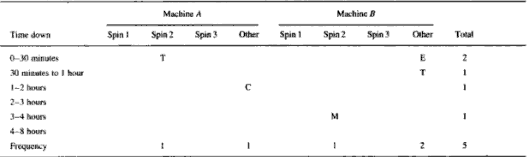 Machine A Machine B
Time down Spin 1 Spin 2 Spin 3 Other Spin 1 Spin 2 Spin 3 Other Total
0–30 minutes T E 2
30 minutes to 1 hour T 1
1–2 hours C 1
2–3 hours
3–4 hours M 1
4–8 hours
Frequency 1 1 1 2 5